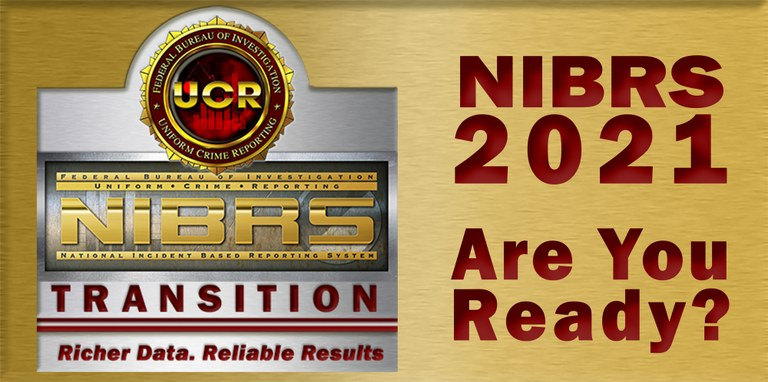 FEDERAL BUREAU OF INVESTIGATION
UCR
UNIFORM CRIME REPORTING
FEDERAL BUREAU OF INVESTIGATION
UNIFORM • CRIME • REPORTING
NIBRS
NATIONAL INCIDENT BASED REPORTING SYSTEM
TRANSITION
Richer Data. Reliable Results
NIBRS
2021
Are You
Ready?